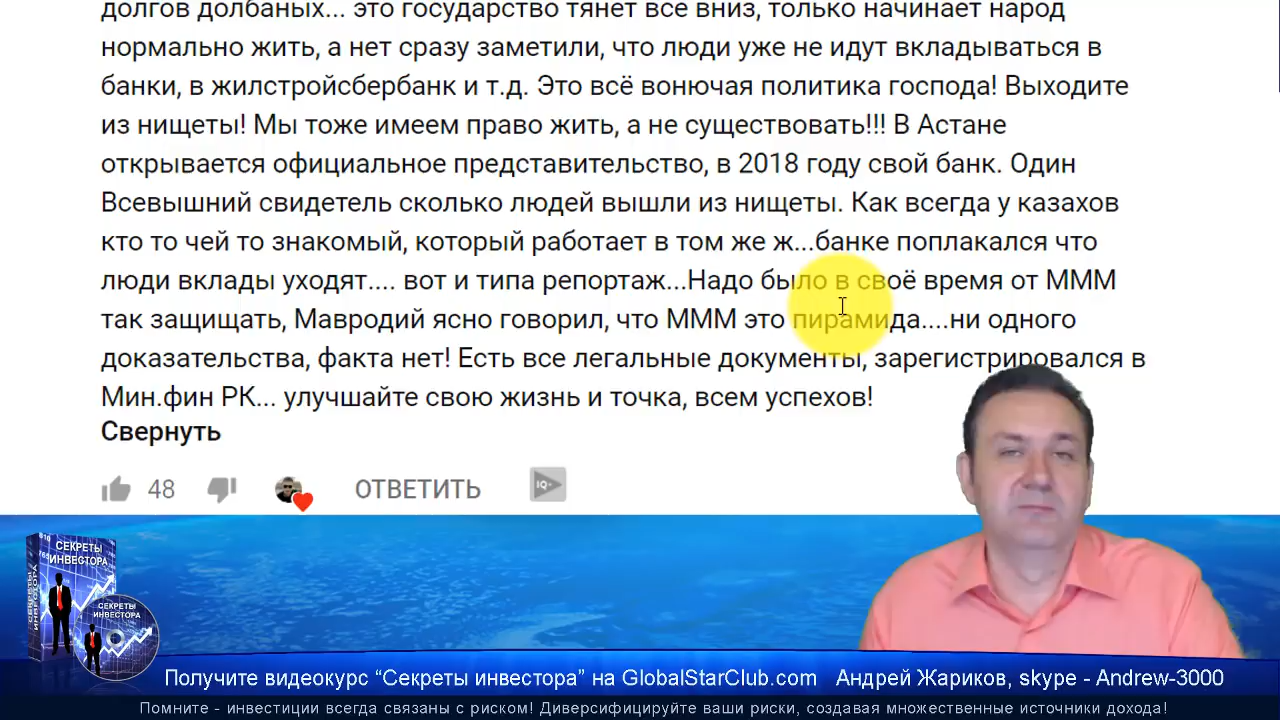 долгов долбаных... это государство тянет все вниз, только начинает народ
нормально жить, а нет сразу заметили, что люди уже не идут вкладываться в
банки, в жилстройсбербанк и т.д. Это всё вонючая политика господа! Выходите
из нищеты! Мы тоже имеем право жить, а не существовать!!! В Астане
открывается официальное представительство, в 2018 году свой банк. Один
Всевышний свидетель сколько людей вышли из нищеты. Как всегда у казахов
кто то чей то знакомый, который работает в том же ж...банке поплакался что
люди вклады уходят.... вот и типа репортаж...Надо было в своё время от МММ
так защищать, Мавродий ясно говорил, что МММ это пирамида....ни одного
доказательства, факта нет! Есть все легальные документы, зарегистрировался в
Мин.фин РК... улучшайте свою жизнь и точка, всем успехов!
Свернуть
48
ОТВЕТИТЬ
IQ+
СЕКРЕТЫ
ИНВЕСТОРА
СЕКРЕТЫ
ИНВЕСТОРА
СЕКРЕТЫ
ИНВЕСТОРА
Получите видеокурс “Секреты инвестора” на GlobalStarClub.com Андрей Жариков, skype - Andrew-3000
Помните - инвестиции всегда связаны с риском! Диверсифицируйте ваши риски, создавая множественные источники дохода!